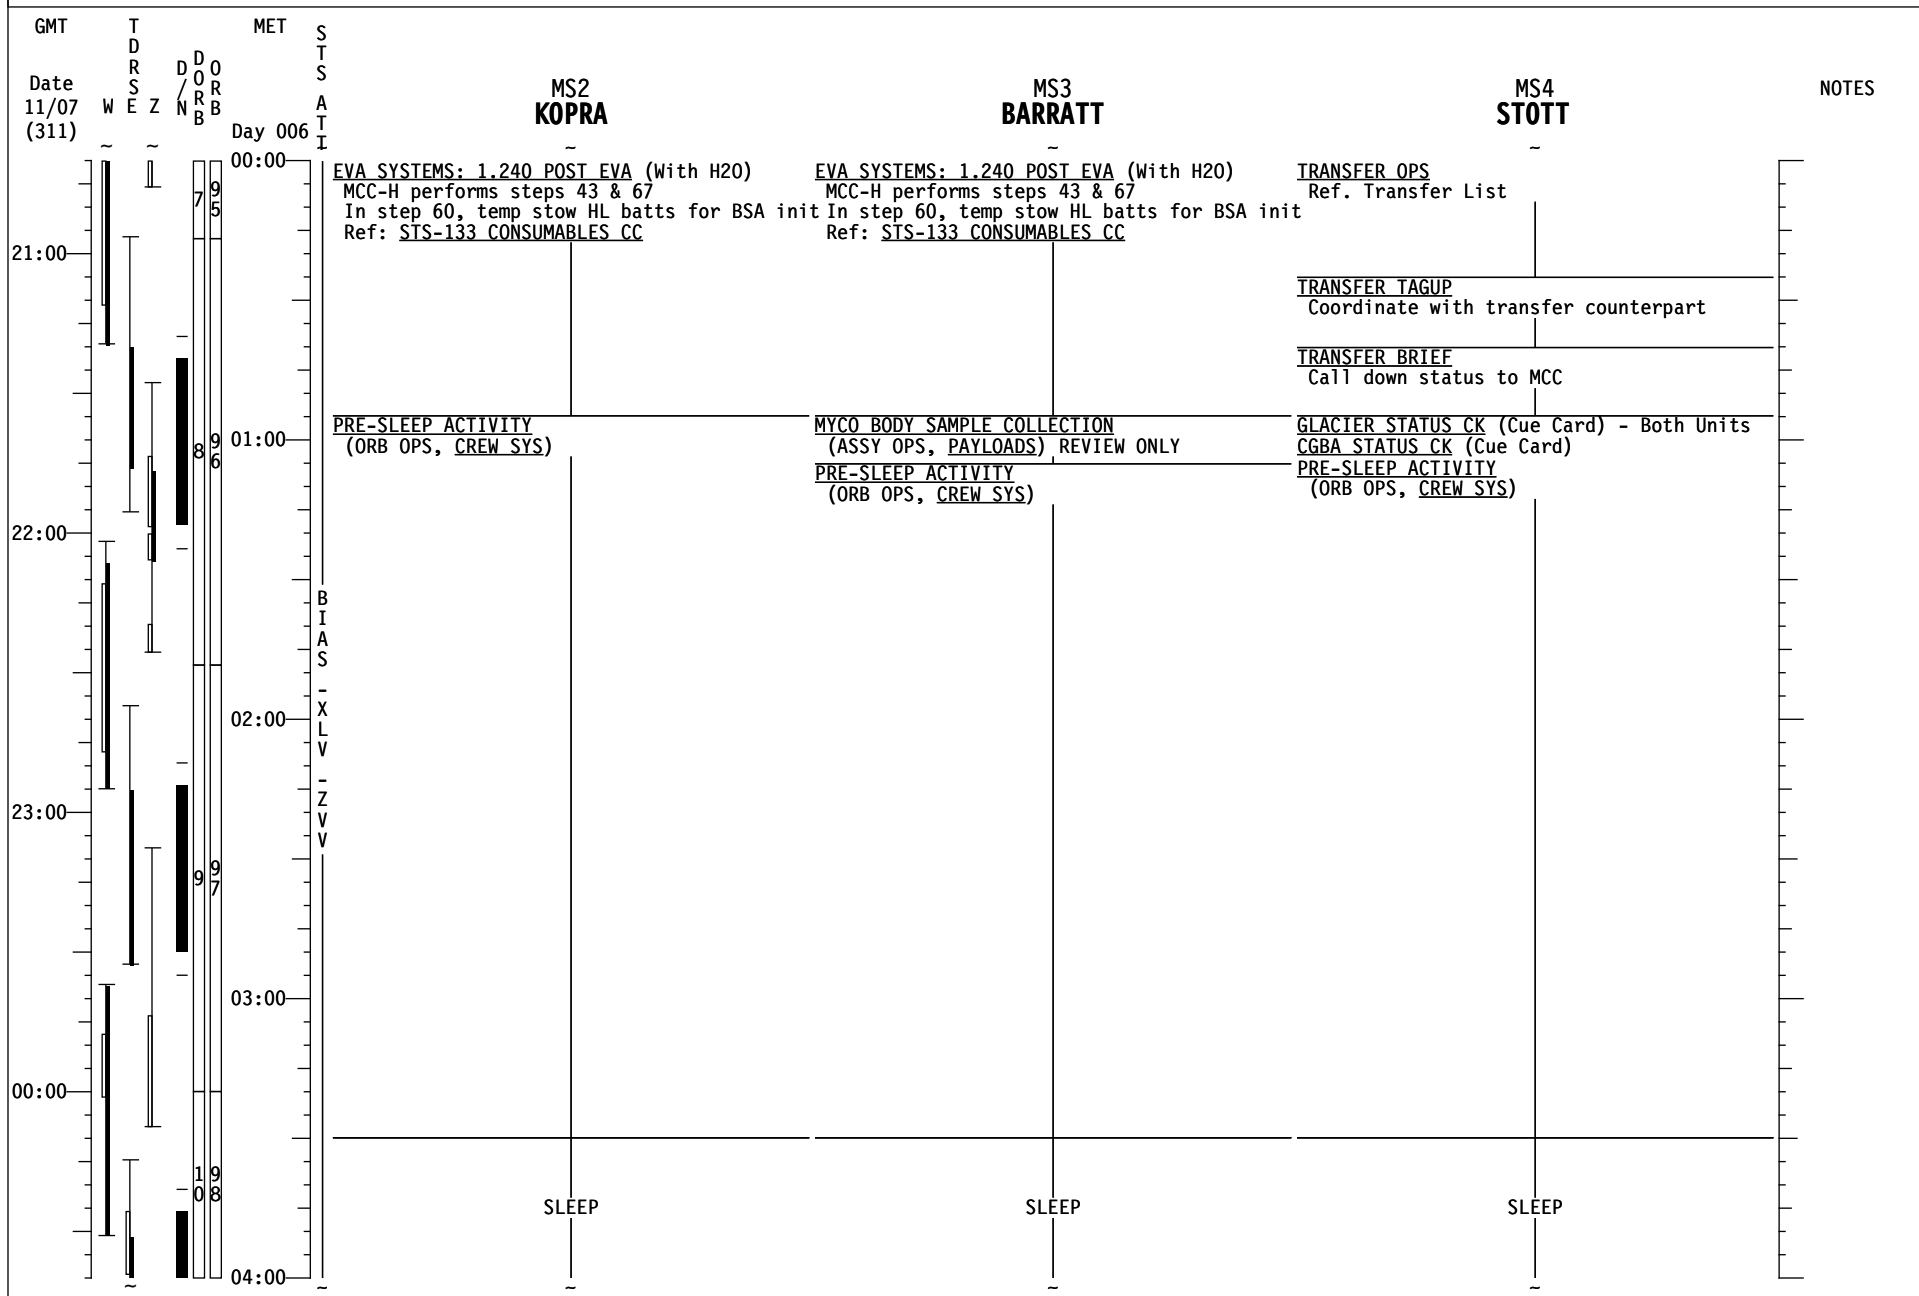 GMT
Date
11/07
(311)
TDRS
W E Z
D/N
DORB
ORB
MET
Day 006
STS ATT
MS2
KOPRA
MS3
BARRATT
MS4
STOTT
NOTES
~ ~ ~ ~ ~
00:00
01:00
02:00
03:00
04:00
21:00
22:00
23:00
00:00
7 95
8 96
9 97
10 98
BIAS -XLV -ZVV
EVA SYSTEMS: 1.240 POST EVA (With H2O)
MCC-H performs steps 43 & 67
In step 60, temp stow HL batts for BSA init
Ref: STS-133 CONSUMABLES CC
PRE-SLEEP ACTIVITY
(ORB OPS, CREW SYS)
SLEEP
EVA SYSTEMS: 1.240 POST EVA (With H2O)
MCC-H performs steps 43 & 67
In step 60, temp stow HL batts for BSA init
Ref: STS-133 CONSUMABLES CC
MYCO BODY SAMPLE COLLECTION
(ASSY OPS, PAYLOADS) REVIEW ONLY
PRE-SLEEP ACTIVITY
(ORB OPS, CREW SYS)
SLEEP
TRANSFER OPS
Ref. Transfer List
TRANSFER TAGUP
Coordinate with transfer counterpart
TRANSFER BRIEF
Call down status to MCC
GLACIER STATUS CK (Cue Card) - Both Units
CGBA STATUS CK (Cue Card)
PRE-SLEEP ACTIVITY
(ORB OPS, CREW SYS)
SLEEP
~ ~ ~ ~ ~